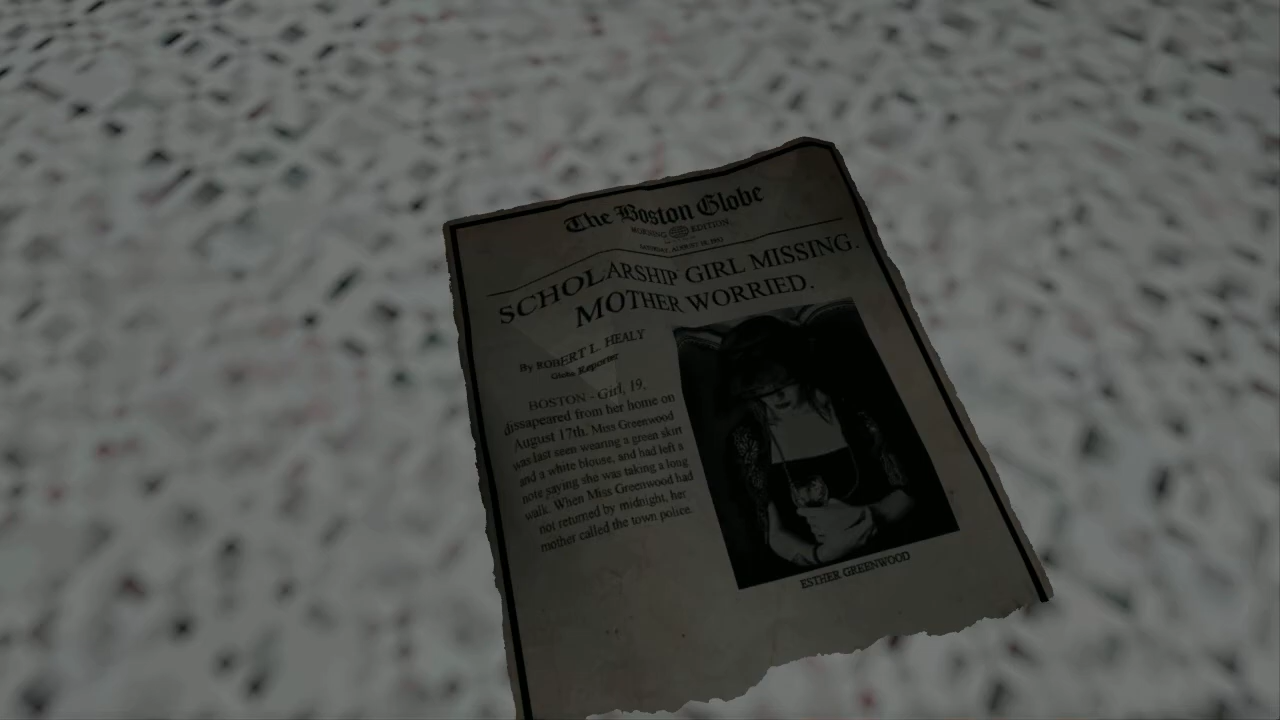 The Boston Globe
MORNING EDITION
SCHOLARSHIP GIRL MISSING.
MOTHER WORRIED.
By ROBERT L. HEALY
Globe Reporter
BOSTON - Girl, 19,
dissapeared from her home on
August 17th. Miss Greenwood
was last seen wearing a green skirt
and a white blouse, and had left a
note saying she was taking a long
walk. When Miss Greenwood had
not returned by midnight, her
mother called the town police.
ESTHER GREENWOOD